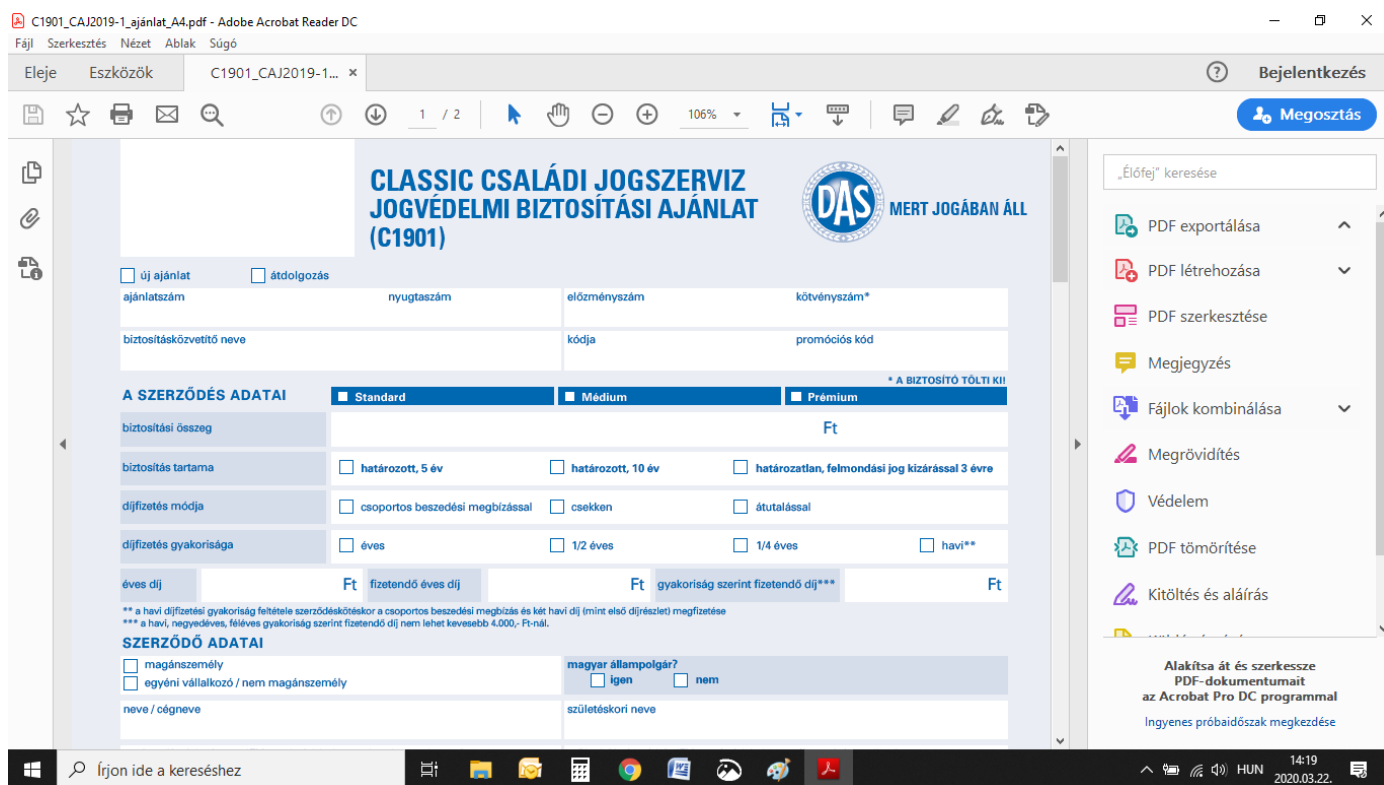 C1901_CAJ2019-1_ajánlat_A4.pdf - Adobe Acrobat Reader DC
Fájl Szerkesztés Nézet Ablak Súgó
Eleje Eszközök C1901_CAJ2019-1... × Bejelentkezés
1 / 2 106% Megosztás
CLASSIC CSALÁDI JOGSZERVIZ
JOGVÉDELMI BIZTOSÍTÁSI AJÁNLAT
(C1901)
DAS MERT JOGÁBAN ÁLL
új ajánlat átdolgozás
ajánlatszám nyugtaszám előzményszám kötvényszám*
biztosításközvetítő neve kódja promóciós kód
* A BIZTOSÍTÓ TÖLTI KI!
A SZERZŐDÉS ADATAI Standard Médium Prémium
biztosítási összeg Ft
biztosítás tartama határozott, 5 év határozott, 10 év határozatlan, felmondási jog kizárással 3 évre
díjfizetés módja csoportos beszedési megbízással csekken átutalással
díjfizetés gyakorisága éves 1/2 éves 1/4 éves havi**
éves díj Ft fizetendő éves díj Ft gyakoriság szerint fizetendő díj*** Ft
** a havi díjfizetési gyakoriság feltétele szerződéskötéskor a csoportos beszedési megbízás és két havi díj (mint első díjrészlet) megfizetése
*** a havi, negyedéves, féléves gyakoriság szerint fizetendő díj nem lehet kevesebb 4.000,- Ft-nál.
SZERZŐDŐ ADATAI
magánszemély magyar állampolgár?
egyéni vállalkozó / nem magánszemély igen nem
neve / cégneve születéskori neve
„Élőfej" keresése
PDF exportálása
PDF létrehozása
PDF szerkesztése
Megjegyzés
Fájlok kombinálása
Megrövidítés
Védelem
PDF tömörítése
Kitöltés és aláírás
Alakítsa át és szerkessze
PDF-dokumentumait
az Acrobat Pro DC programmal
Ingyenes próbaidőszak megkezdése
Írjon ide a kereséshez HUN 14:19
2020.03.22.